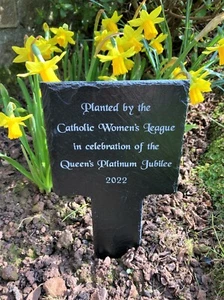 Planted by the
Catholic Women's League
in celebration of the
Queen's Platinum Jubilee
2022